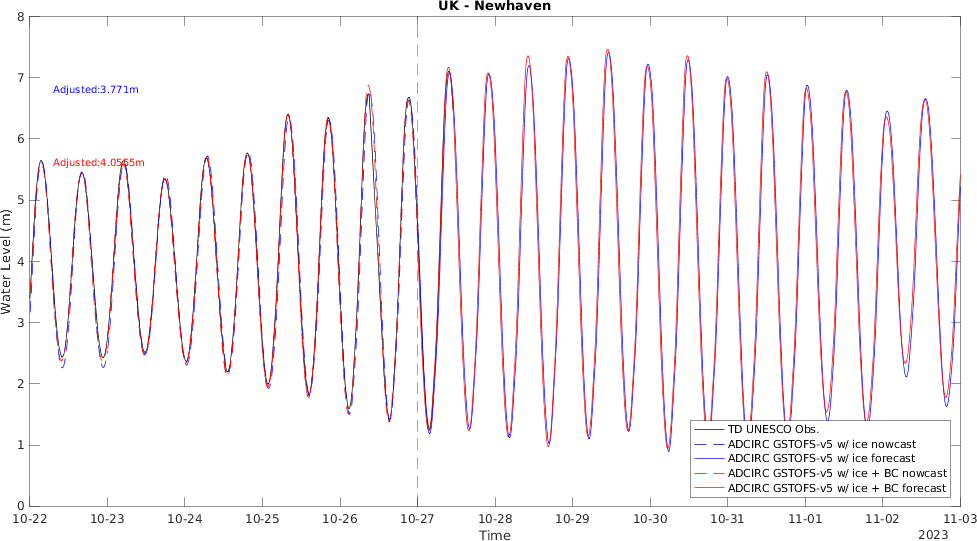 UK - Newhaven
8
7
6
5
4
3
2
1
0
Water Level (m)
Adjusted:3.771m
Adjusted:4.0555m
TD UNESCO Obs.
ADCIRC GSTOFS-v5 w/ ice nowcast
ADCIRC GSTOFS-v5 w/ ice forecast
ADCIRC GSTOFS-v5 w/ ice + BC nowcast
ADCIRC GSTOFS-v5 w/ ice + BC forecast
10-22 10-23 10-24 10-25 10-26 10-27 10-28 10-29 10-30 10-31 11-01 11-02 11-03
Time
2023